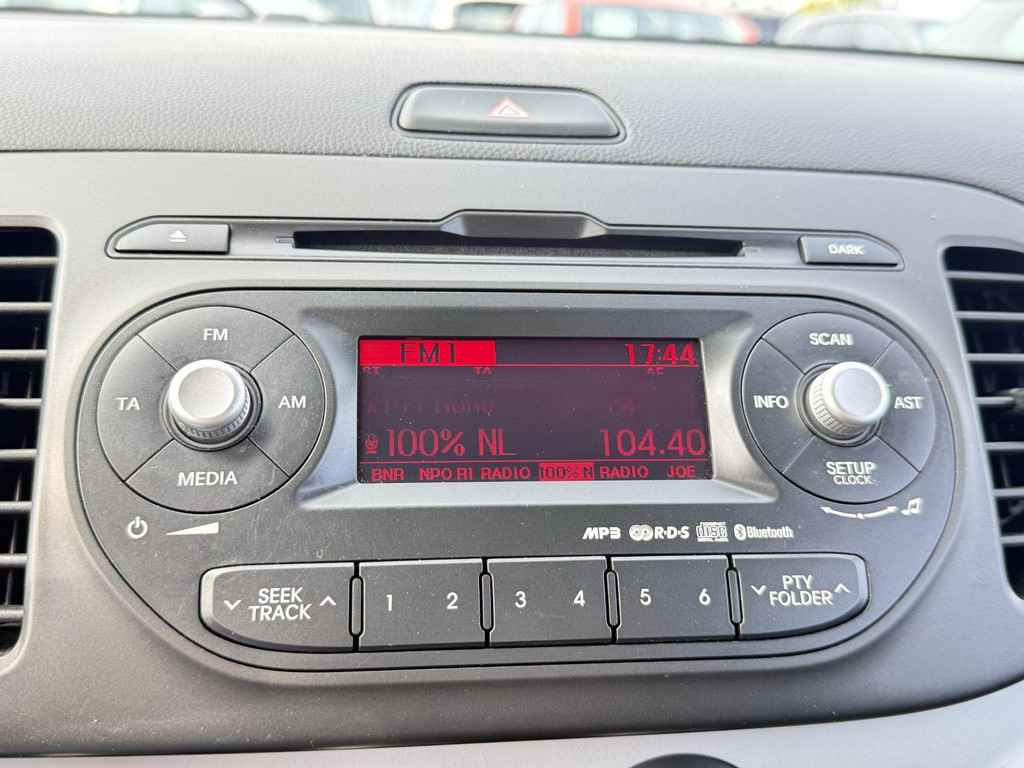 DARK
FM
TA
AM
MEDIA
FM1 17:44
ST TA AF
100% NL 104.40
BNR NPO R1 RADIO 100% N RADIO JOE
SCAN
INFO
AST
SETUP
CLOCK
MP3 R·D·S disc Bluetooth
SEEK
TRACK
1 2 3 4 5 6
PTY
FOLDER